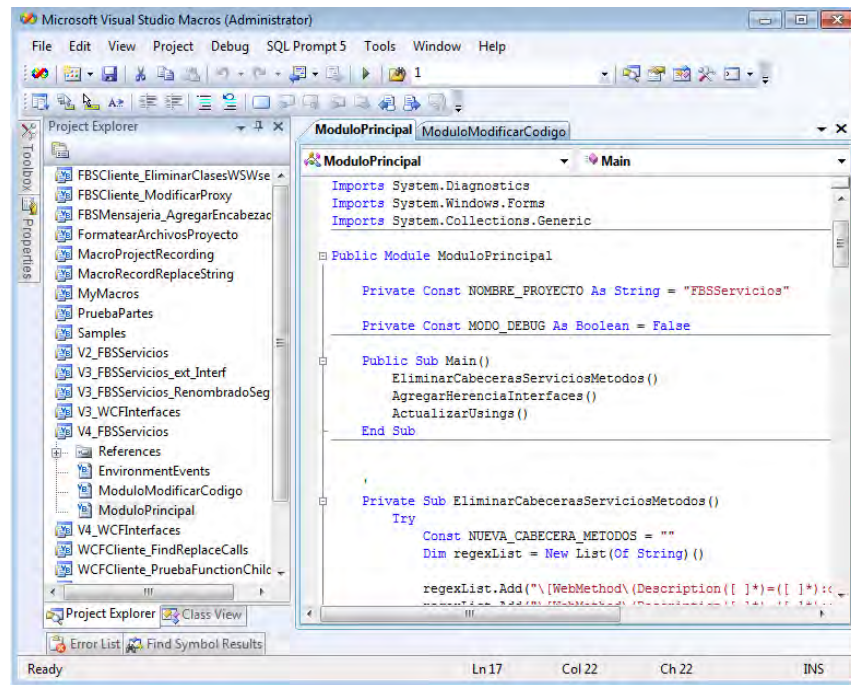 Microsoft Visual Studio Macros (Administrator)
File Edit View Project Debug SQL Prompt 5 Tools Window Help
1
Toolbox
Properties
Project Explorer
FBSCliente_EliminarClasesWSWse
FBSCliente_ModificarProxy
FBSMensajeria_AgregarEncabezac
FormatearArchivosProyecto
MacroProjectRecording
MacroRecordReplaceString
MyMacros
PruebaPartes
Samples
V2_FBSServicios
V3_FBSServicios_ext_Interf
V3_FBSServicios_RenombradoSeg
V3_WCFInterfaces
V4_FBSServicios
References
EnvironmentEvents
ModuloModificarCodigo
ModuloPrincipal
V4_WCFInterfaces
WCFCliente_FindReplaceCalls
WCFCliente_PruebaFunctionChilc
Project Explorer Class View
ModuloPrincipal ModuloModificarCodigo
ModuloPrincipal Main
Imports System.Diagnostics
Imports System.Windows.Forms
Imports System.Collections.Generic
Public Module ModuloPrincipal
Private Const NOMBRE_PROYECTO As String = "FBSServicios"
Private Const MODO_DEBUG As Boolean = False
Public Sub Main()
EliminarCabecerasServiciosMetodos()
AgregarHerenciaInterfaces()
ActualizarUsings()
End Sub
'
Private Sub EliminarCabecerasServiciosMetodos()
Try
Const NUEVA_CABECERA_METODOS = ""
Dim regexList = New List(Of String)()
regexList.Add("\[WebMethod\(Description([ ]*)=([ ]*):
Error List Find Symbol Results
Ready Ln 17 Col 22 Ch 22 INS